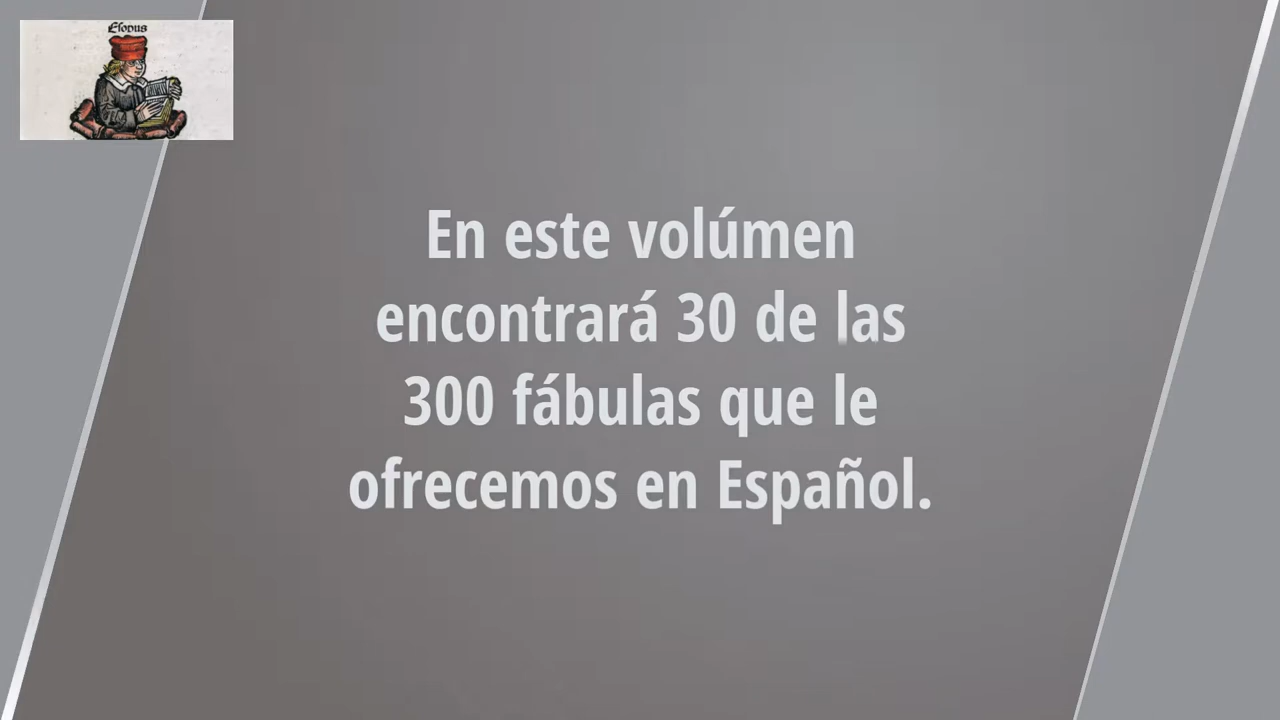 Esopus
En este volúmen
encontrará 30 de las
300 fábulas que le
ofrecemos en Español.